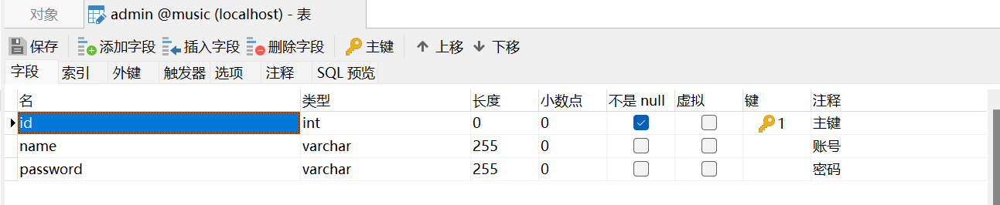 对象 admin @music (localhost) - 表
保存 添加字段 插入字段 删除字段 主键 上移 下移
字段 索引 外键 触发器 选项 注释 SQL 预览
名 类型 长度 小数点 不是 null 虚拟 键 注释
id int 0 0 1 主键
name varchar 255 0 账号
password varchar 255 0 密码